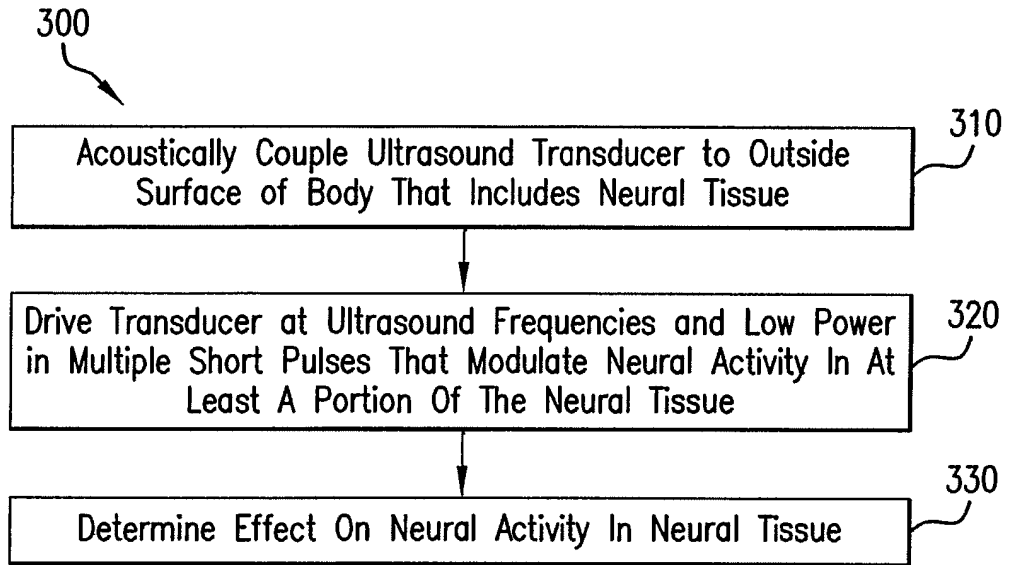 300
310
Acoustically Couple Ultrasound Transducer to Outside
Surface of Body That Includes Neural Tissue
320
Drive Transducer at Ultrasound Frequencies and Low Power
in Multiple Short Pulses That Modulate Neural Activity In At
Least A Portion Of The Neural Tissue
330
Determine Effect On Neural Activity In Neural Tissue